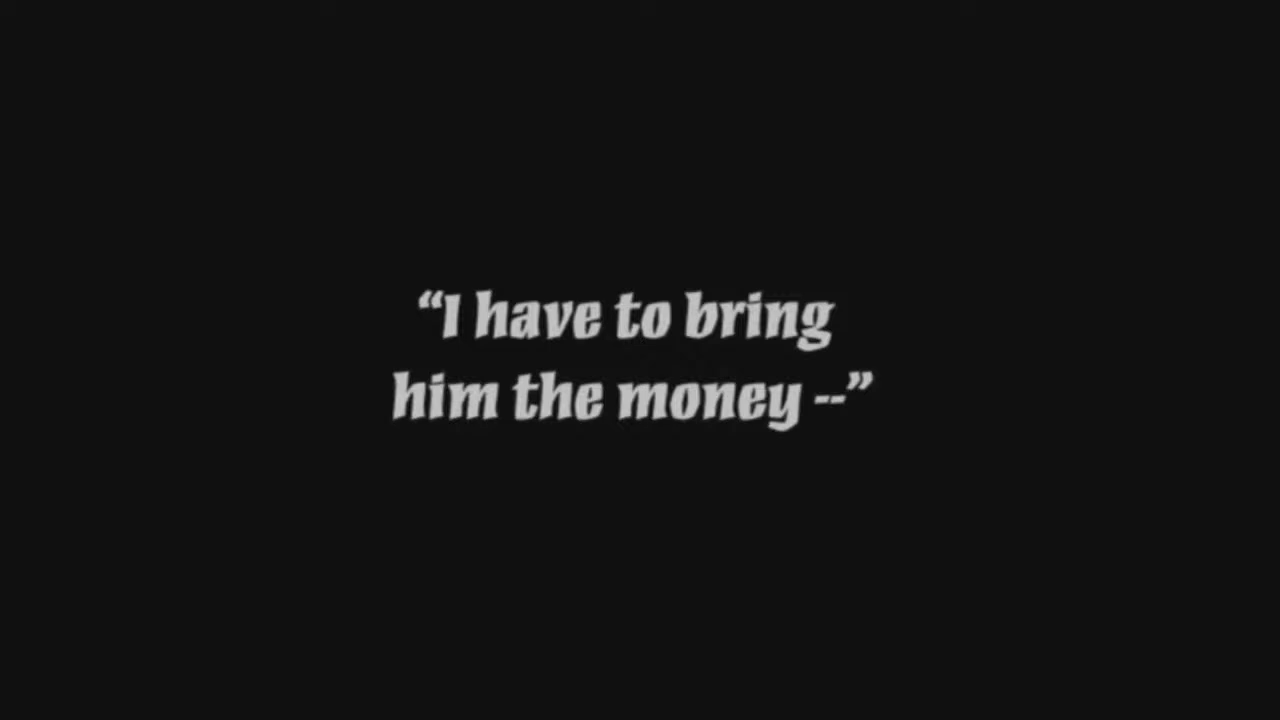 “I have to bring
him the money --”